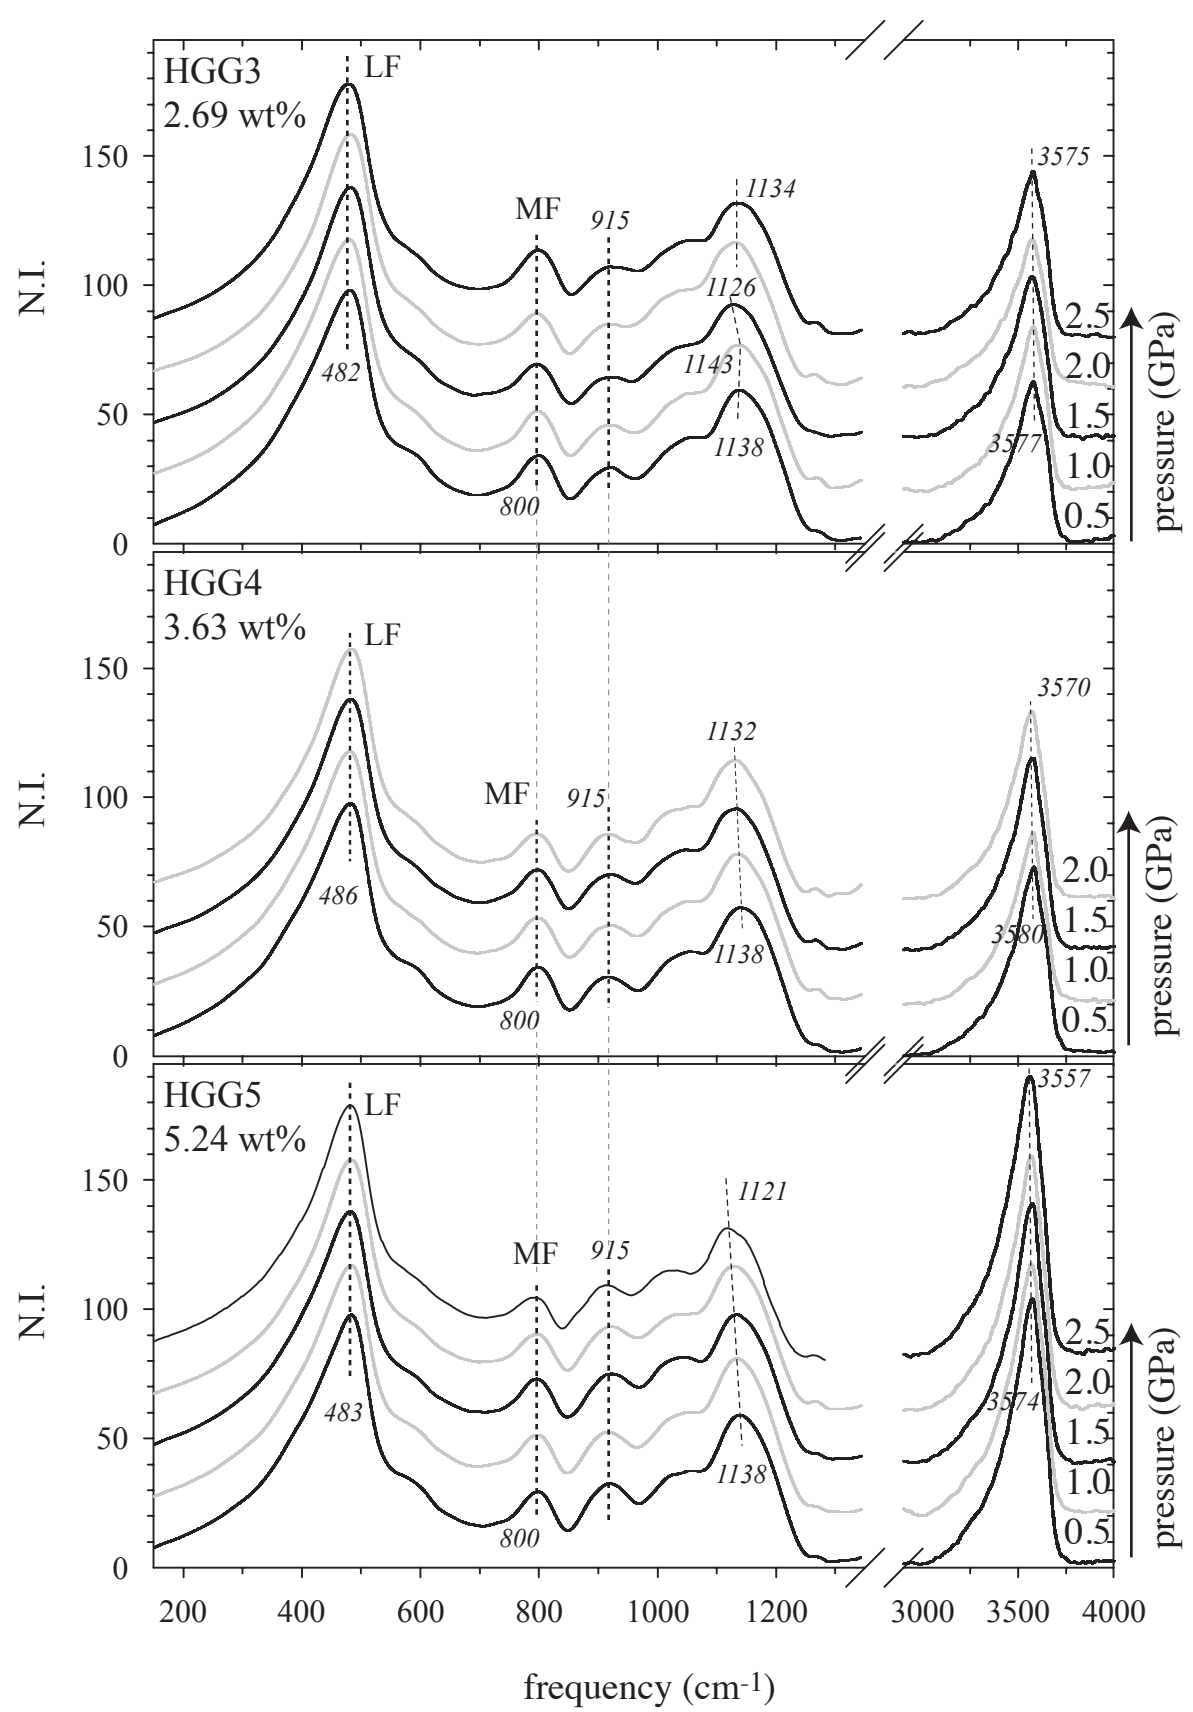 HGG3
2.69 wt%
LF
MF
915
1134
3575
1126
1143
482
800
1138
3577
2.5
2.0
1.5
1.0
0.5
pressure (GPa)
N.I.
150
100
50
0
HGG4
3.63 wt%
LF
MF
915
1132
3570
486
800
1138
3580
2.0
1.5
1.0
0.5
pressure (GPa)
N.I.
150
100
50
0
HGG5
5.24 wt%
LF
MF
915
1121
3557
483
800
1138
3574
2.5
2.0
1.5
1.0
0.5
pressure (GPa)
N.I.
150
100
50
0
200 400 600 800 1000 1200 3000 3500 4000
frequency (cm-1)